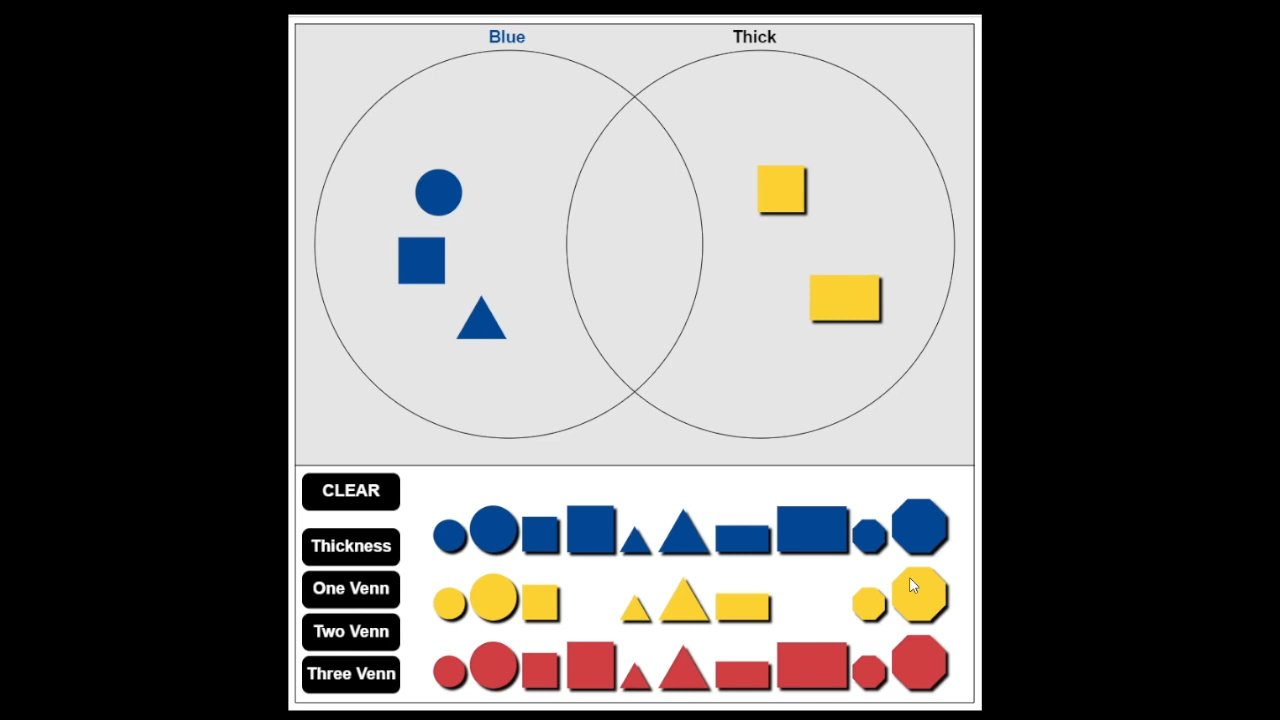 Blue
Thick
CLEAR
Thickness
One Venn
Two Venn
Three Venn